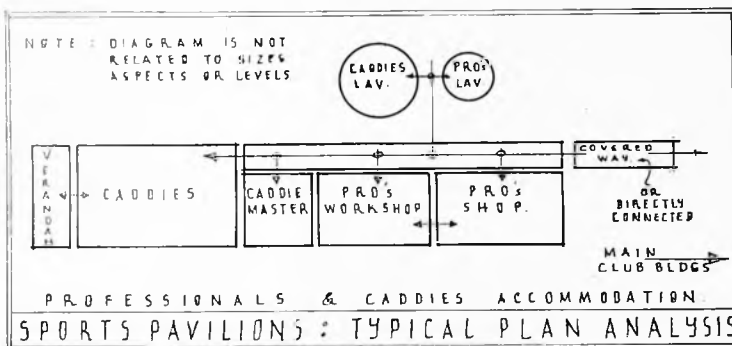 NOTE : DIAGRAM IS NOT
RELATED TO SIZES
ASPECTS OR LEVELS
CADDIES
LAV.
PRO'S
LAV.
VERANDAH
CADDIES
CADDIE
MASTER
PRO'S
WORKSHOP
PRO'S
SHOP.
COVERED
WAY.
OR
DIRECTLY
CONNECTED
MAIN
CLUB BLDGS
PROFESSIONALS & CADDIES ACCOMMODATION
SPORTS PAVILIONS : TYPICAL PLAN ANALYSIS